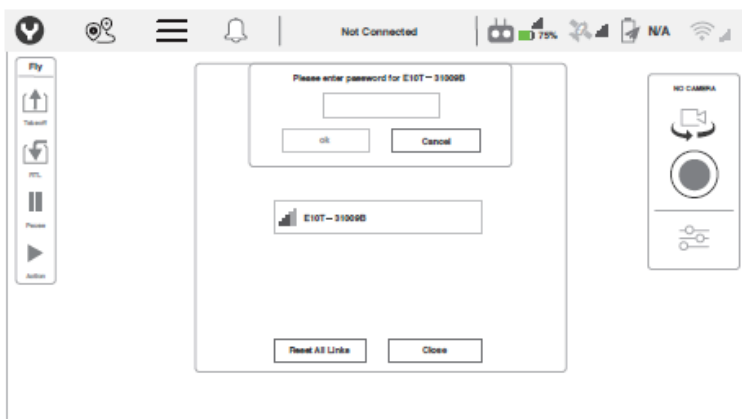 Not Connected
75%
N/A
Fly
Takeoff
RTL
Pause
Action
Please enter password for E10T-31009B
ok
Cancel
E10T-31009B
Reset All Links
Close
NO CAMERA